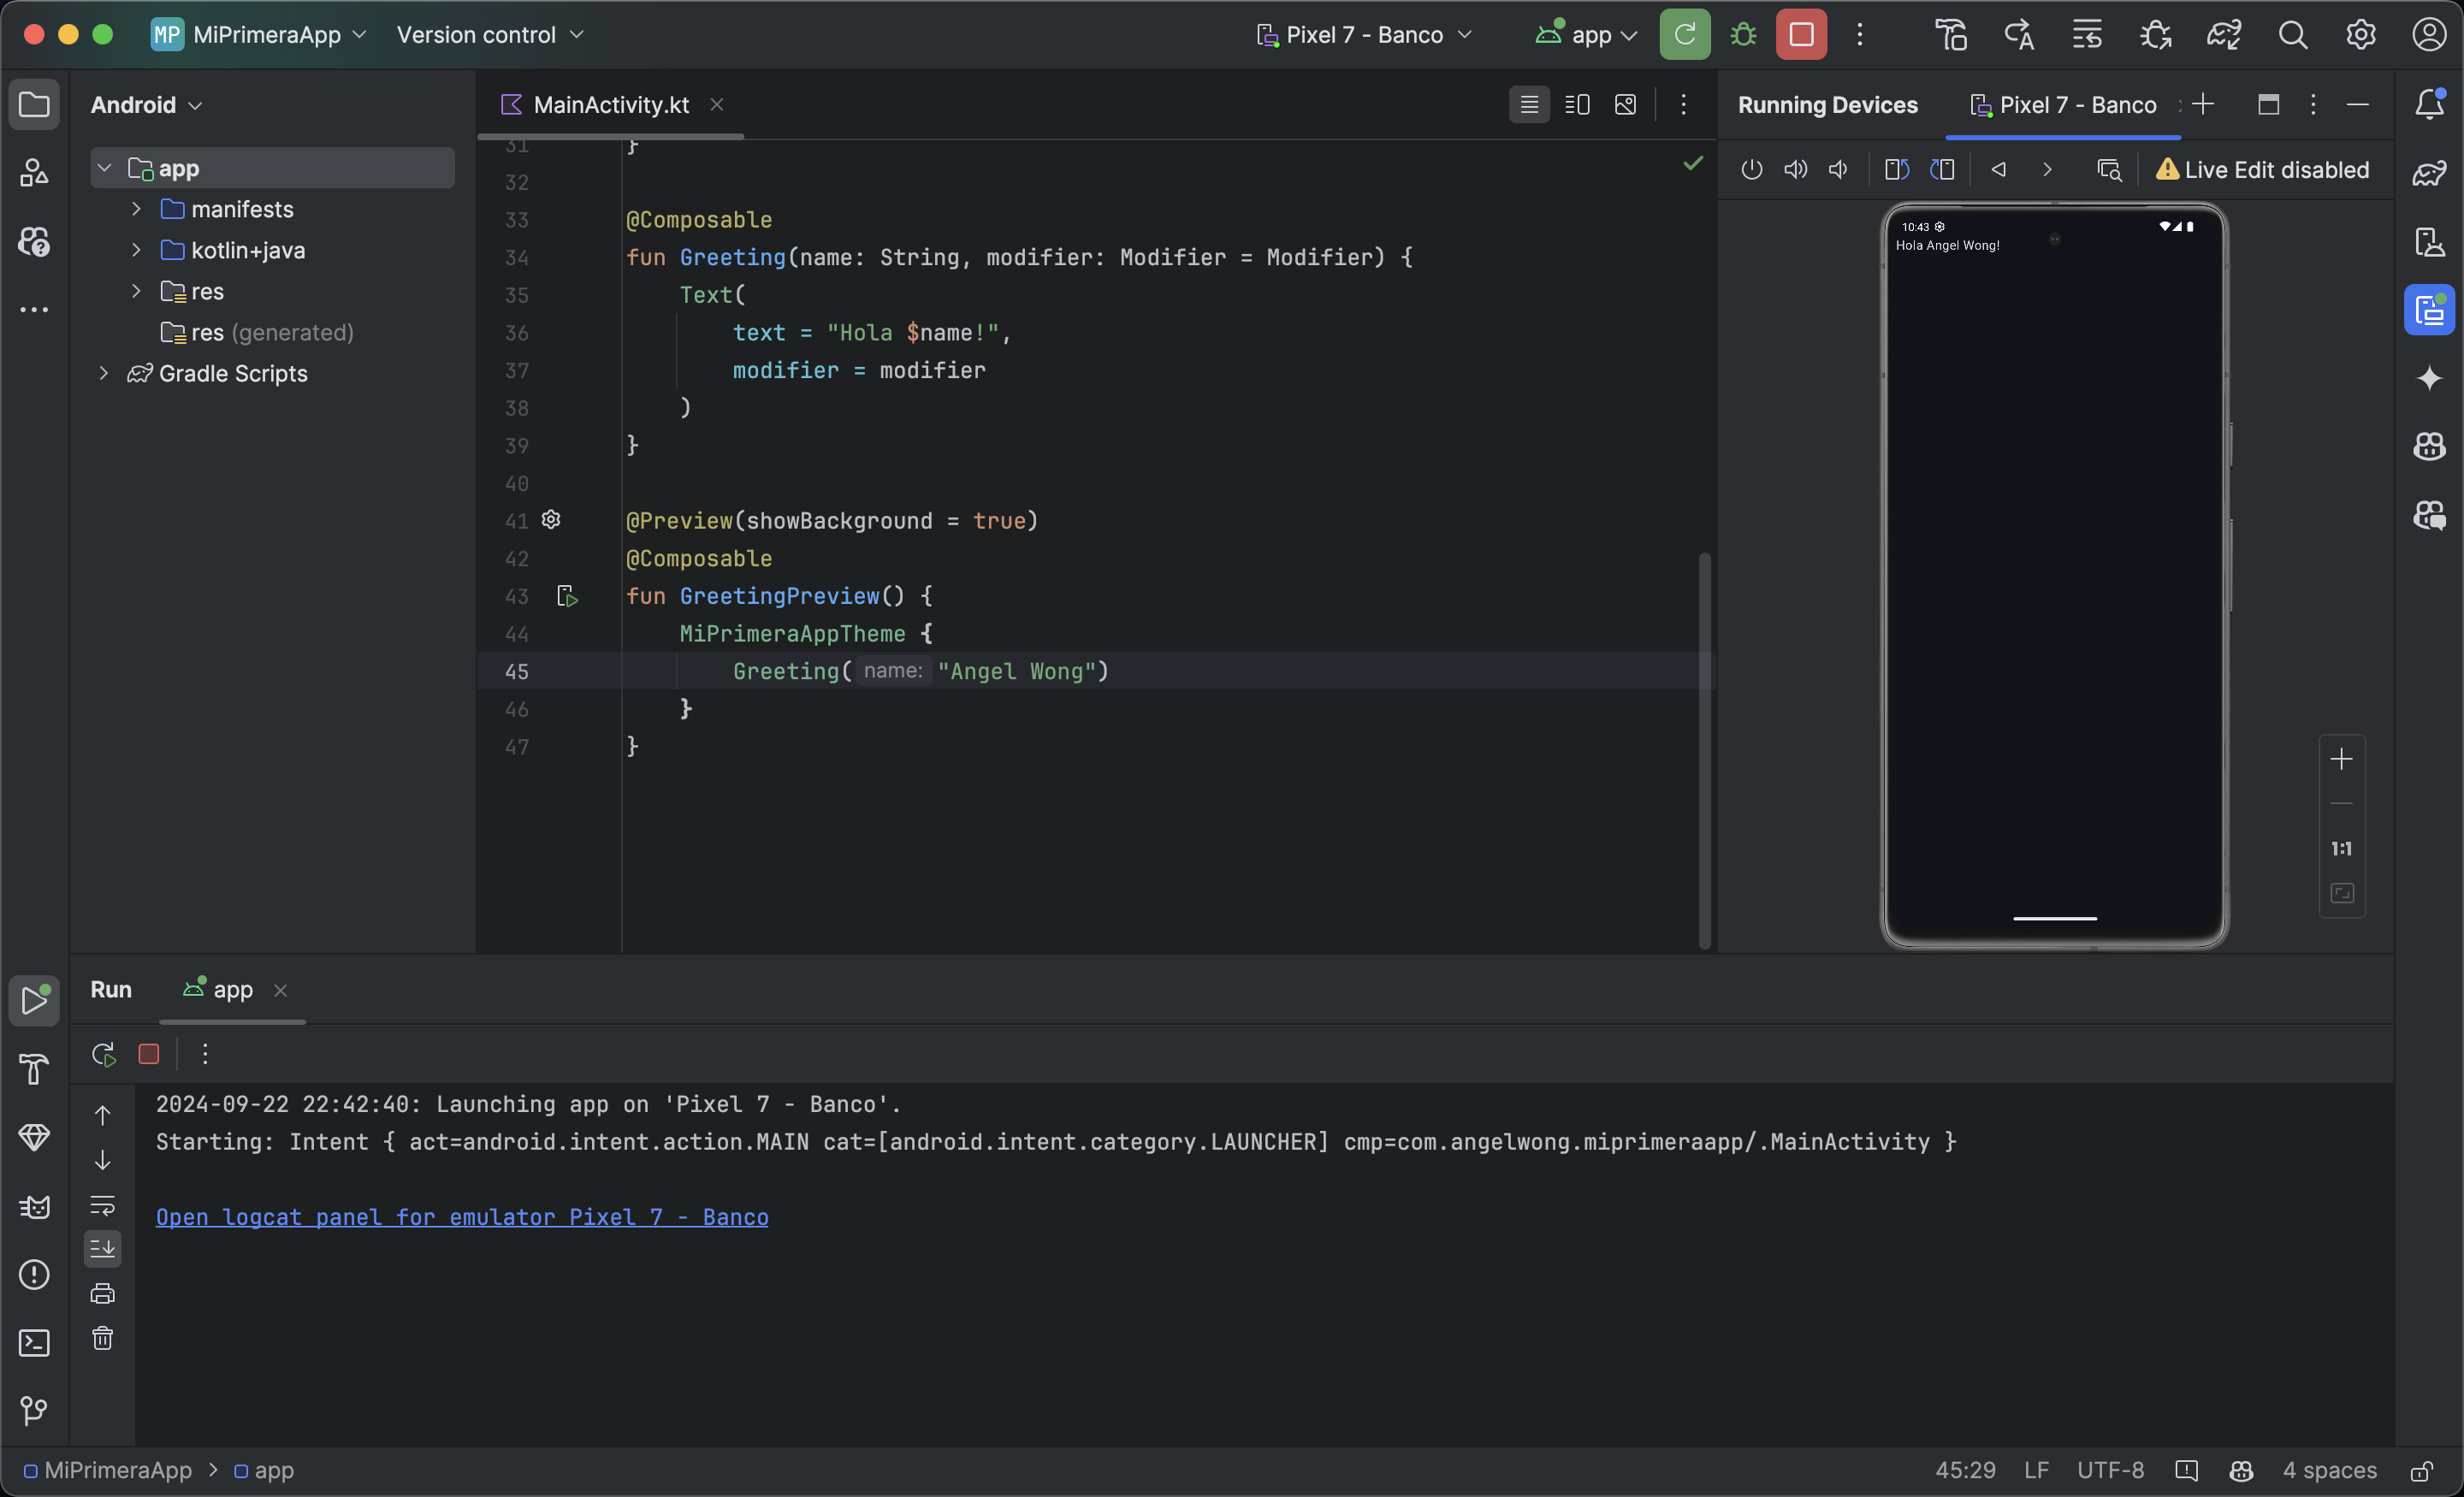 MP MiPrimeraApp Version control Pixel 7 - Banco app
Android
app
manifests
kotlin+java
res
res (generated)
Gradle Scripts
MainActivity.kt
31 }
32
33 @Composable
34 fun Greeting(name: String, modifier: Modifier = Modifier) {
35 Text(
36 text = "Hola $name!",
37 modifier = modifier
38 )
39 }
40
41 @Preview(showBackground = true)
42 @Composable
43 fun GreetingPreview() {
44 MiPrimeraAppTheme {
45 Greeting( name: "Angel Wong")
46 }
47 }
Running Devices Pixel 7 - Banco
Live Edit disabled
10:43
Hola Angel Wong!
1:1
Run app
2024-09-22 22:42:40: Launching app on 'Pixel 7 - Banco'.
Starting: Intent { act=android.intent.action.MAIN cat=[android.intent.category.LAUNCHER] cmp=com.angelwong.miprimeraapp/.MainActivity }
Open logcat panel for emulator Pixel 7 - Banco
MiPrimeraApp > app 45:29 LF UTF-8 4 spaces